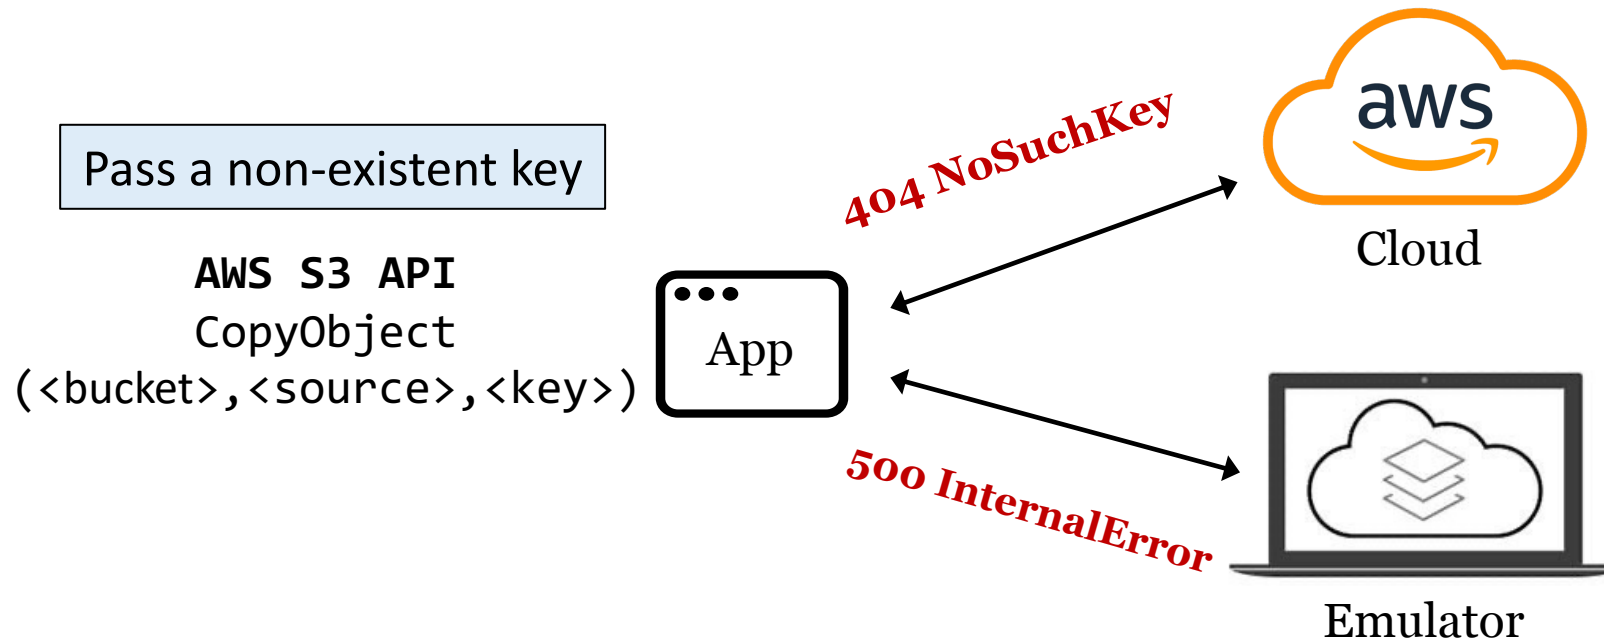 Pass a non-existent key
AWS S3 API
CopyObject
(<bucket>,<source>,<key>)
App
404 NoSuchKey
500 InternalError
aws
Cloud
Emulator